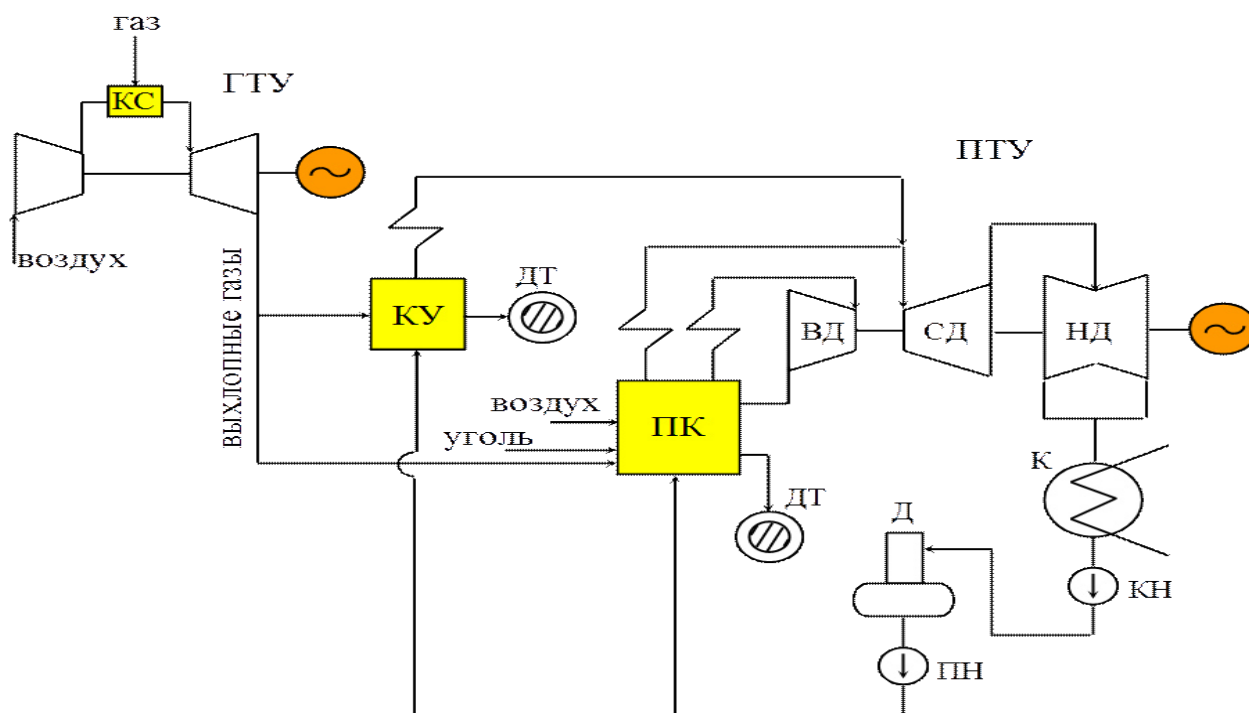 газ
КС
ГТУ
ПТУ
воздух
выхлопные газы
КУ
ДТ
ВД
СД
НД
воздух
уголь
ПК
К
ДТ
Д
КН
ПН